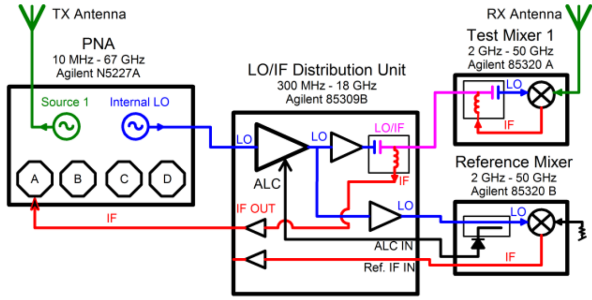 TX Antenna
RX Antenna
PNA
10 MHz - 67 GHz
Agilent N5227A
Source 1
Internal LO
A
B
C
D
IF
LO/IF Distribution Unit
300 MHz - 18 GHz
Agilent 85309B
LO
LO
LO/IF
ALC
IF
IF OUT
LO
ALC IN
Ref. IF IN
Test Mixer 1
2 GHz - 50 GHz
Agilent 85320 A
LO
IF
Reference Mixer
2 GHz - 50 GHz
Agilent 85320 B
LO
IF